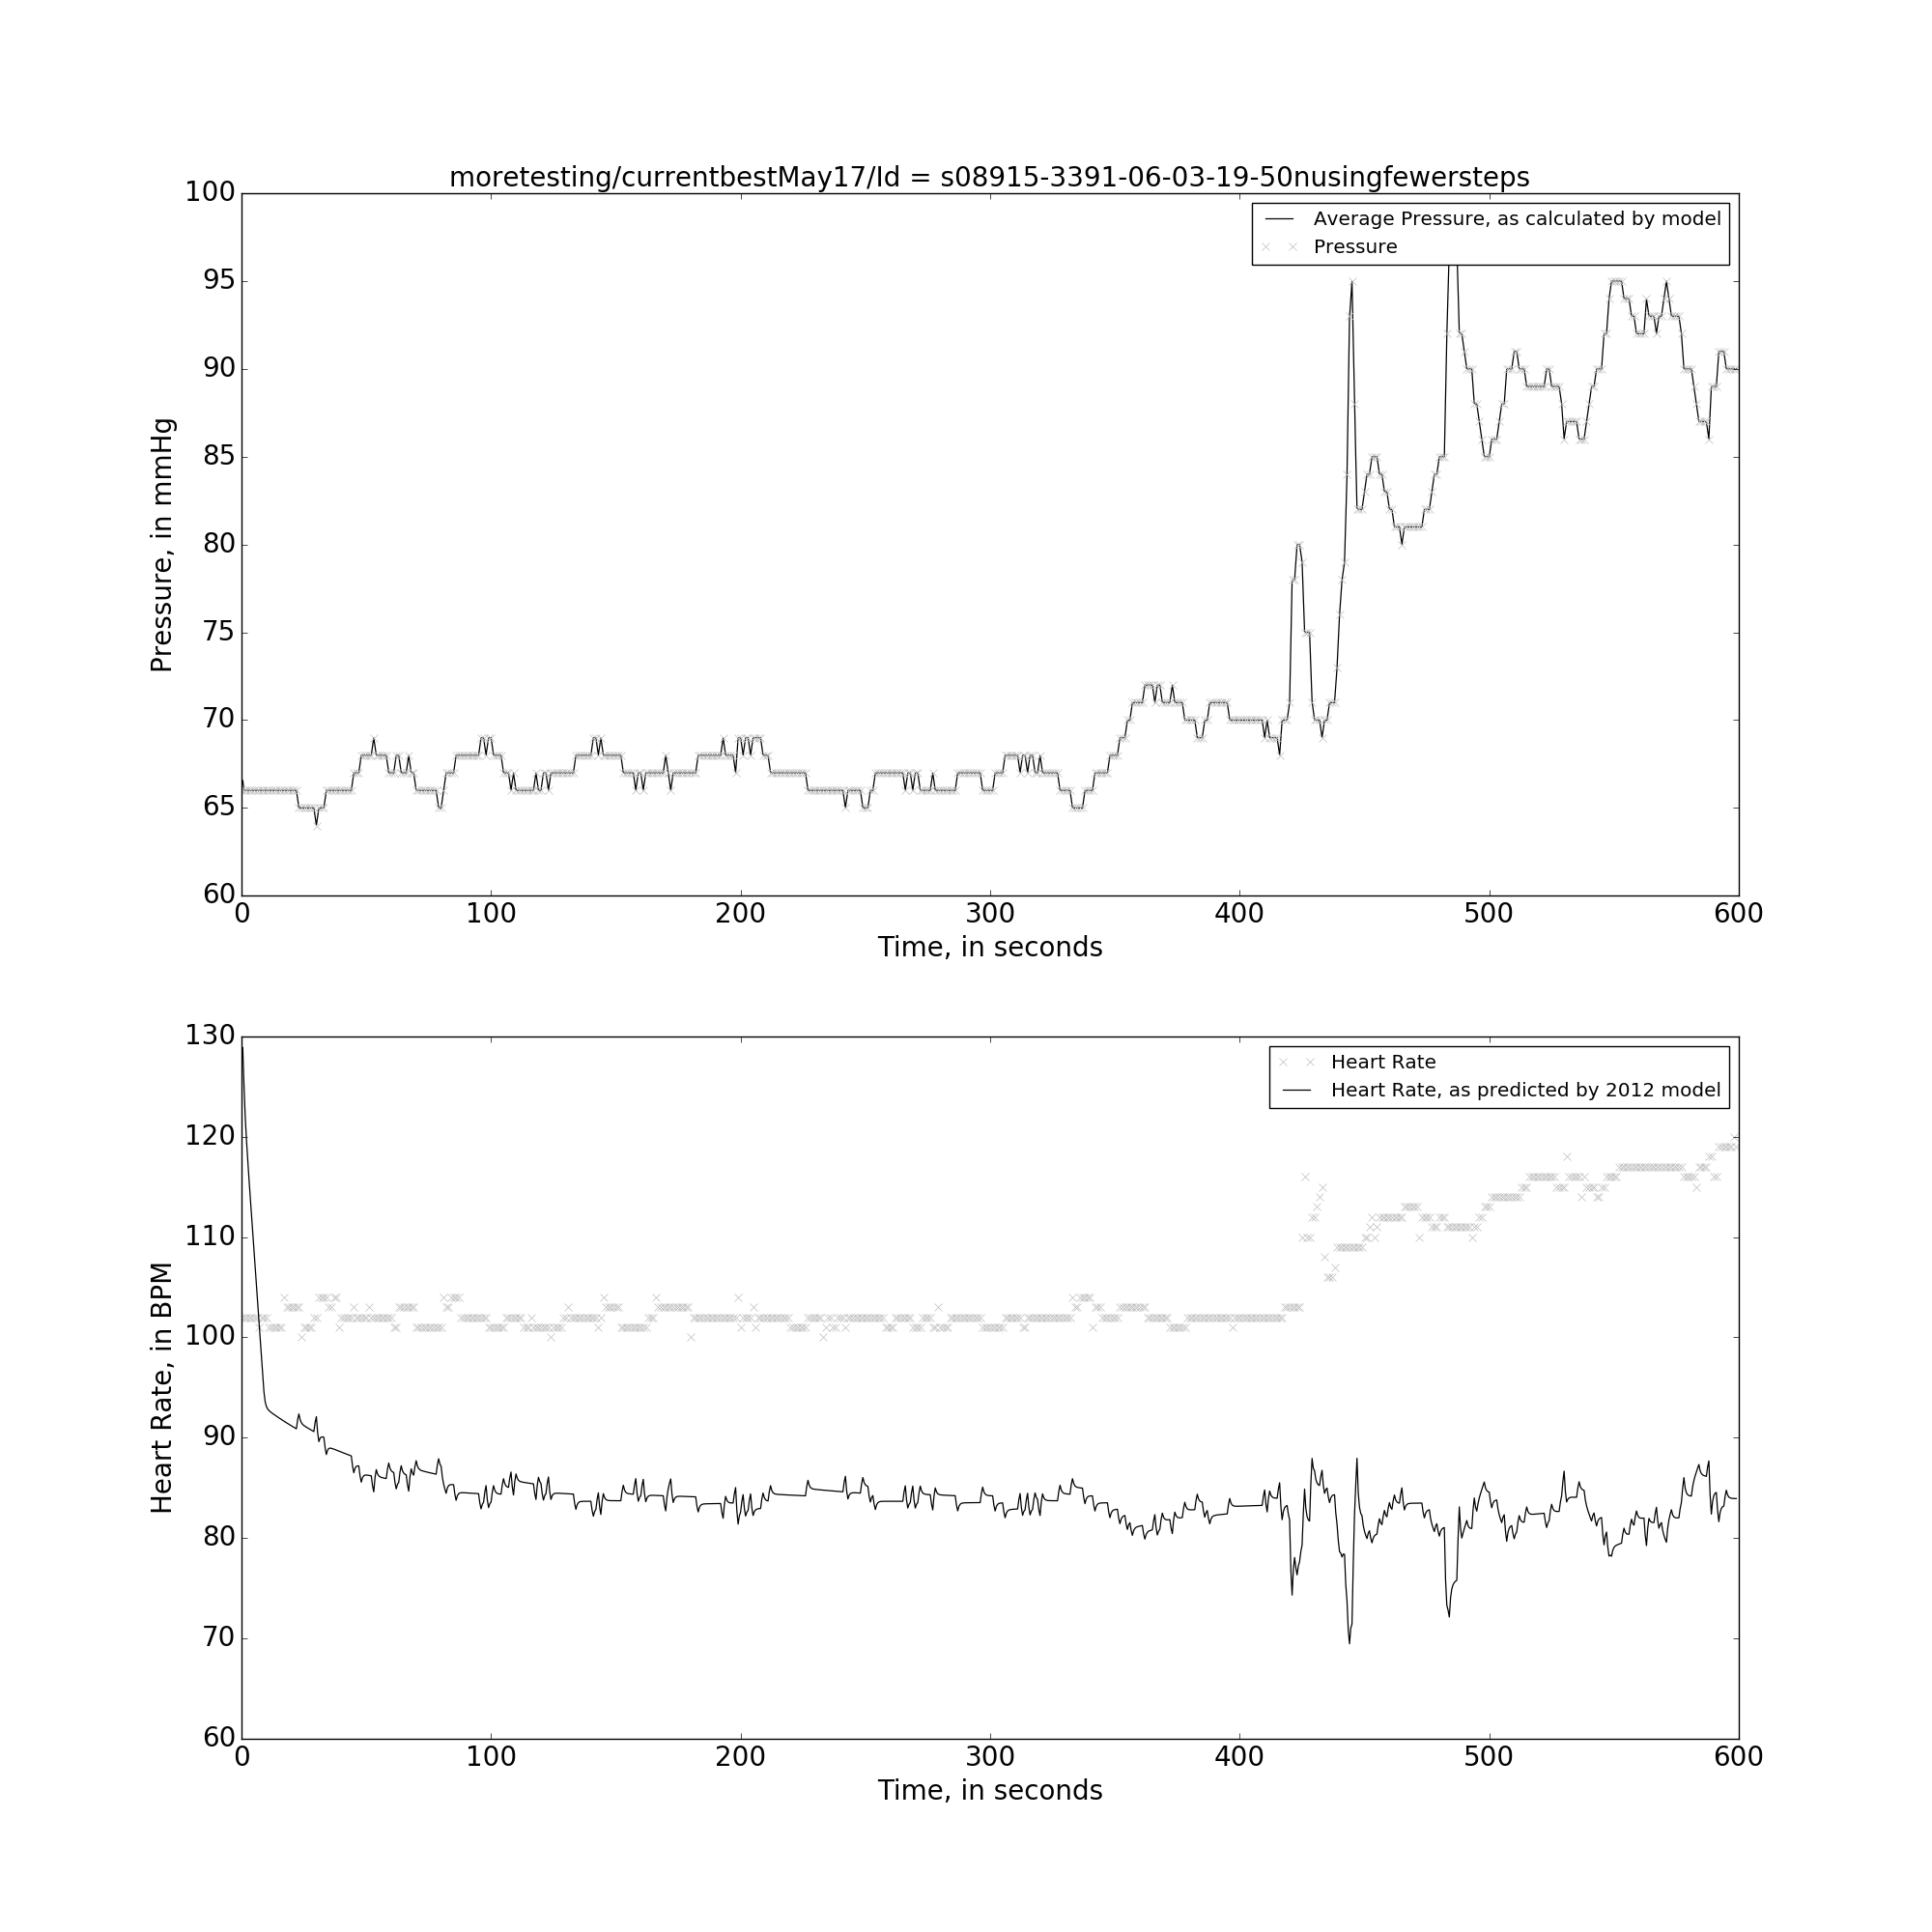 moretesting/currentbestMay17/Id = s08915-3391-06-03-19-50nusingfewersteps
100
95
90
85
80
75
70
65
60
Pressure, in mmHg
Average Pressure, as calculated by model
Pressure
0 100 200 300 400 500 600
Time, in seconds
130
120
110
100
90
80
70
60
Heart Rate, in BPM
Heart Rate
Heart Rate, as predicted by 2012 model
0 100 200 300 400 500 600
Time, in seconds